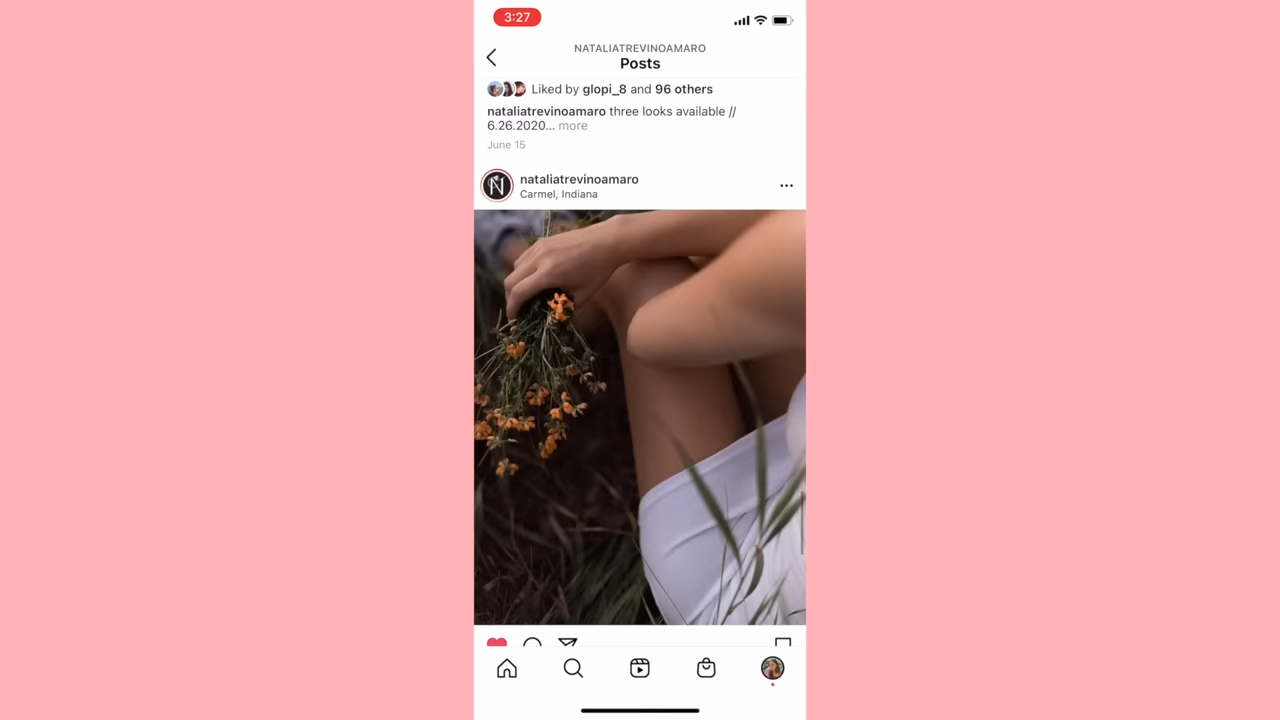 3:27
NATALIATREVINOAMARO
Posts
Liked by glopi_8 and 96 others
nataliatrevinoamaro three looks available //
6.26.2020... more
June 15
N
nataliatrevinoamaro
Carmel, Indiana